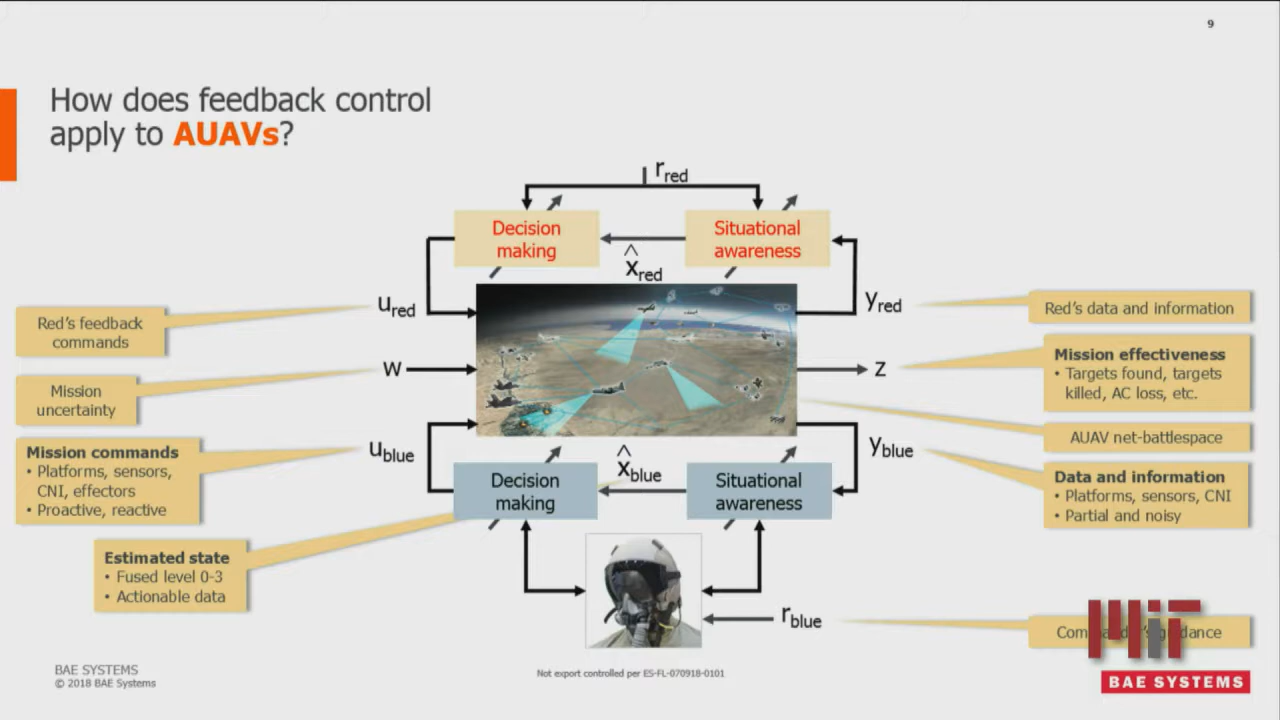 9
How does feedback control
apply to AUAVs?
r red
Decision
making
Situational
awareness
x̂ red
u red
y red
Red's feedback
commands
Red's data and information
w
z
Mission
uncertainty
Mission effectiveness
• Targets found, targets
killed, AC loss, etc.
AUAV net-battlespace
Mission commands
• Platforms, sensors,
CNI, effectors
• Proactive, reactive
u blue
x̂ blue
y blue
Decision
making
Situational
awareness
Data and information
• Platforms, sensors, CNI
• Partial and noisy
Estimated state
• Fused level 0-3
• Actionable data
r blue
MIT
BAE SYSTEMS
BAE SYSTEMS
© 2018 BAE Systems
Not export controlled per ES-FL-070918-0101